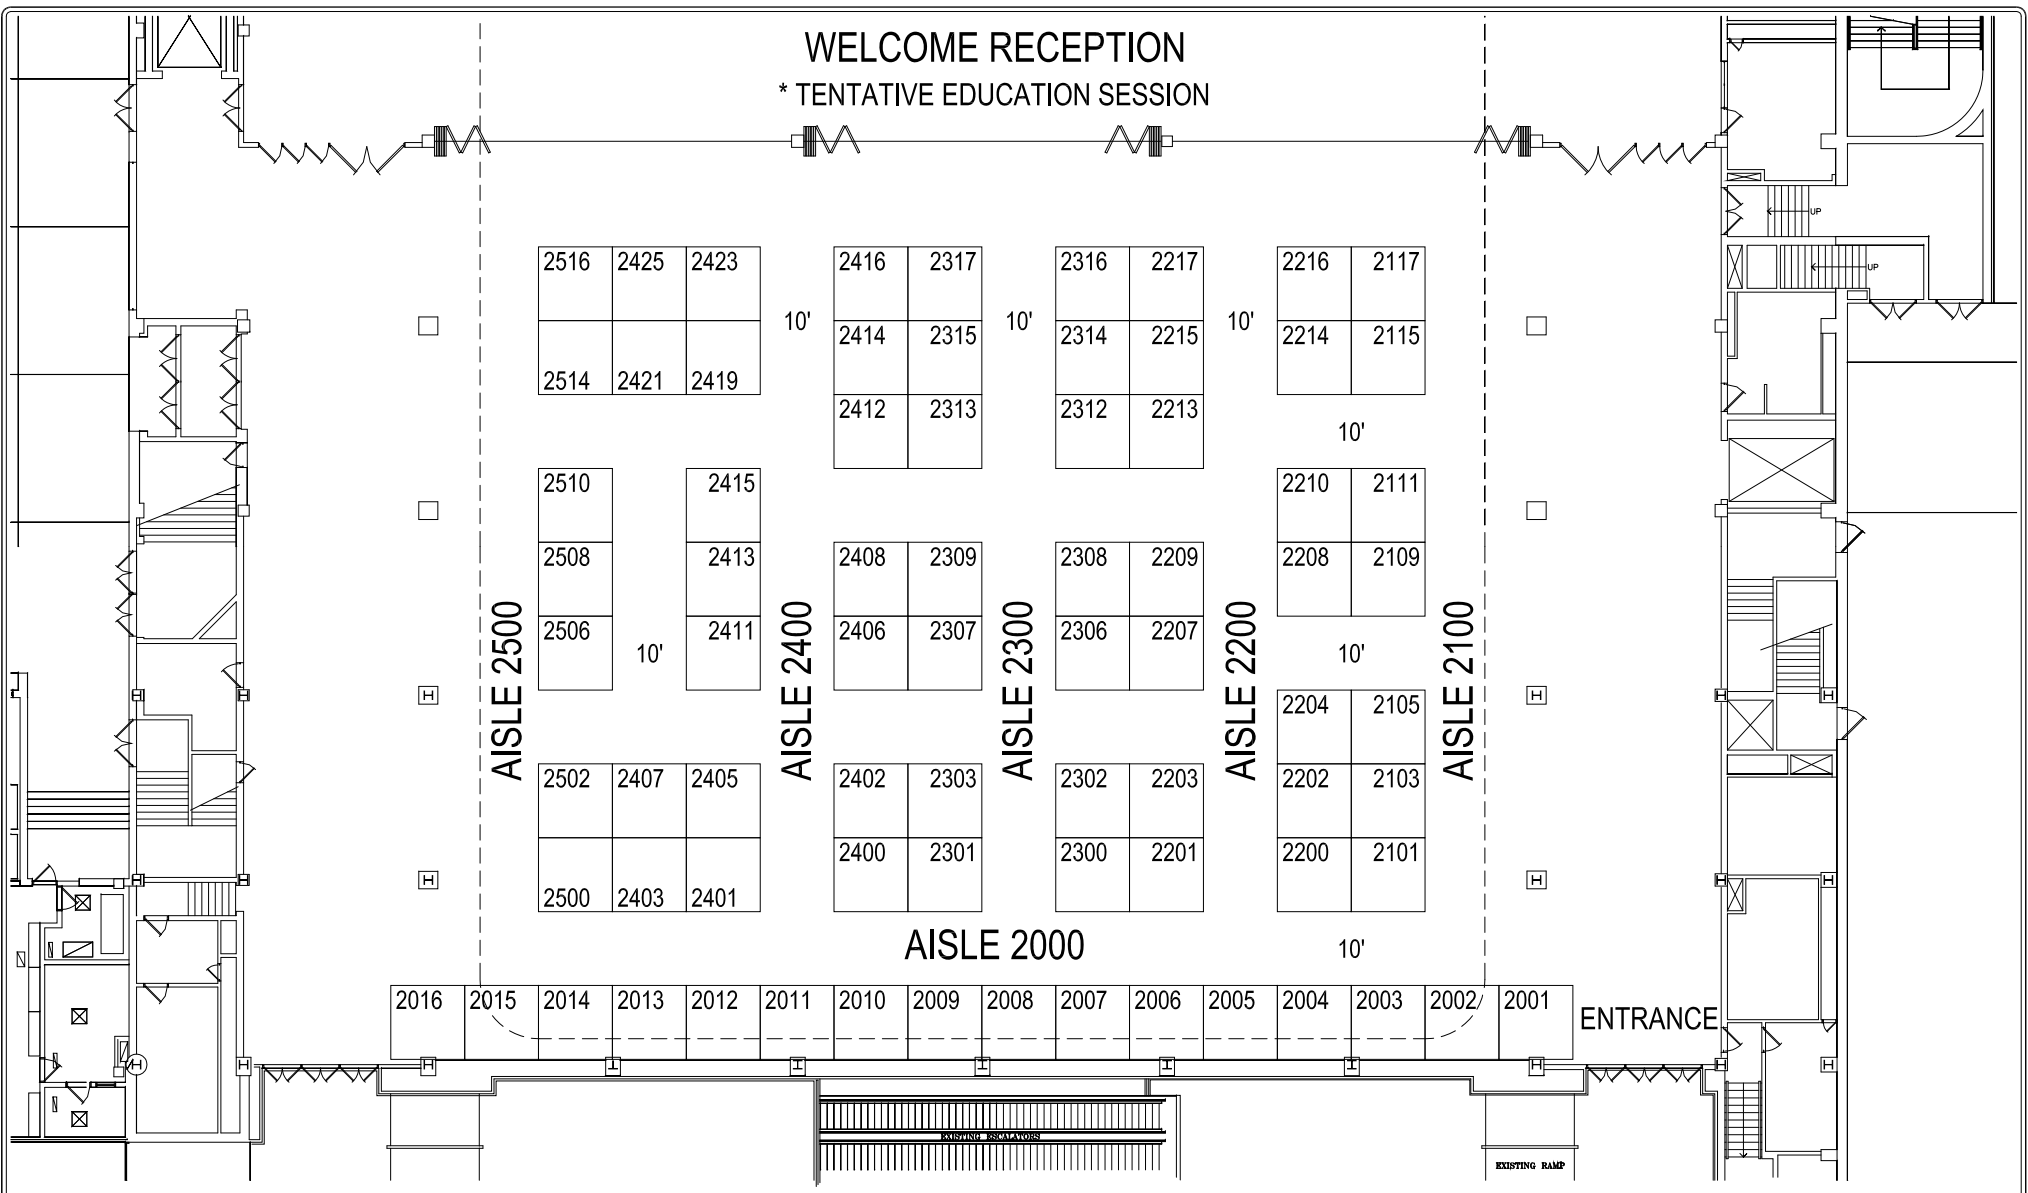 WELCOME RECEPTION
* TENTATIVE EDUCATION SESSION
UP
UP
2516 2425 2423 2416 2317 2316 2217 2216 2117
10' 10' 10'
2414 2315 2314 2215 2214 2115
2514 2421 2419
2412 2313 2312 2213
10'
2510 2415 2210 2111
2508 2413 2408 2309 2308 2209 2208 2109
2506 2411 2406 2307 2306 2207
10' 10'
AISLE 2500
AISLE 2400
AISLE 2300
AISLE 2200
AISLE 2100
2204 2105
2502 2407 2405 2402 2303 2302 2203 2202 2103
2400 2301 2300 2201 2200 2101
2500 2403 2401
AISLE 2000
10'
2016 2015 2014 2013 2012 2011 2010 2009 2008 2007 2006 2005 2004 2003 2002 2001
ENTRANCE
EXISTING ESCALATORS
EXISTING RAMP